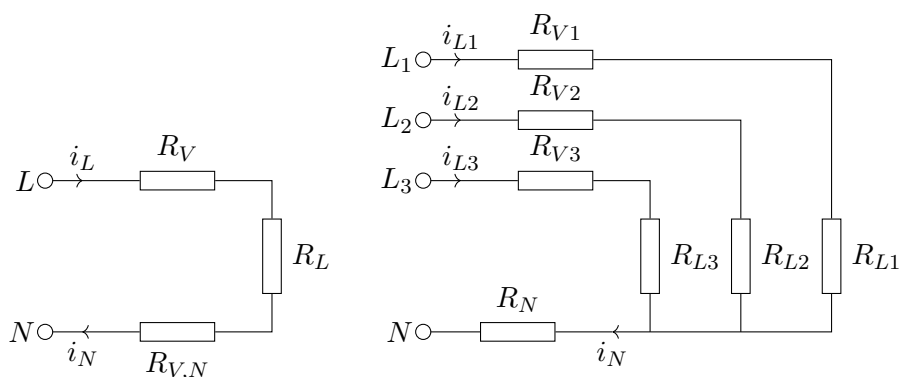 L
i_L
R_V
R_L
N
i_N
R_{V,N}
L_1
i_{L1}
R_{V1}
L_2
i_{L2}
R_{V2}
L_3
i_{L3}
R_{V3}
R_{L3}
R_{L2}
R_{L1}
N
R_N
i_N